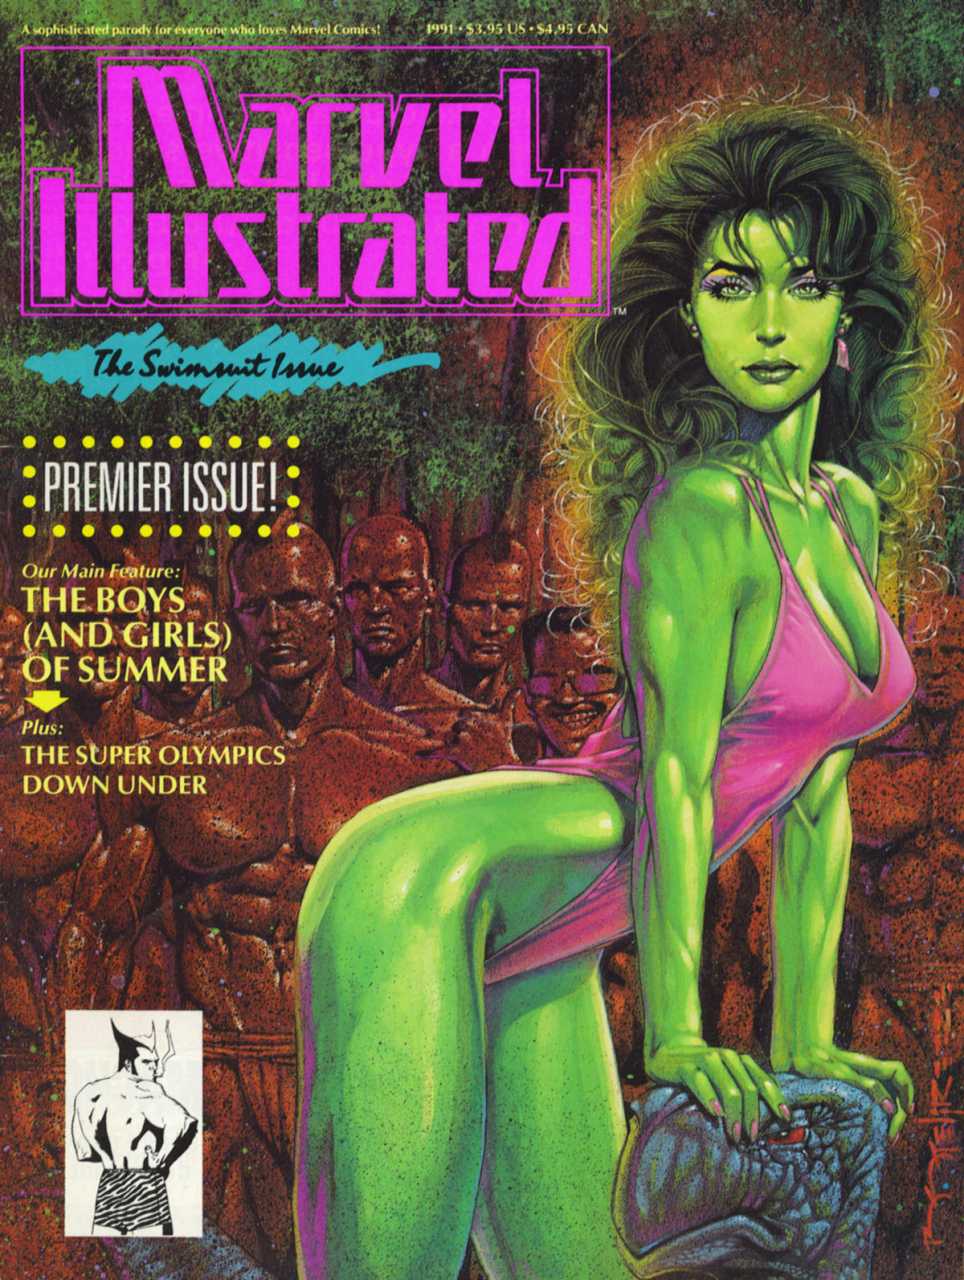 A sophisticated parody for everyone who loves Marvel Comics!
1991 • $3.95 US • $4.95 CAN
Marvel
Illustrated
TM
The Swimsuit Issue
PREMIER ISSUE!
Our Main Feature:
THE BOYS
(AND GIRLS)
OF SUMMER
Plus:
THE SUPER OLYMPICS
DOWN UNDER